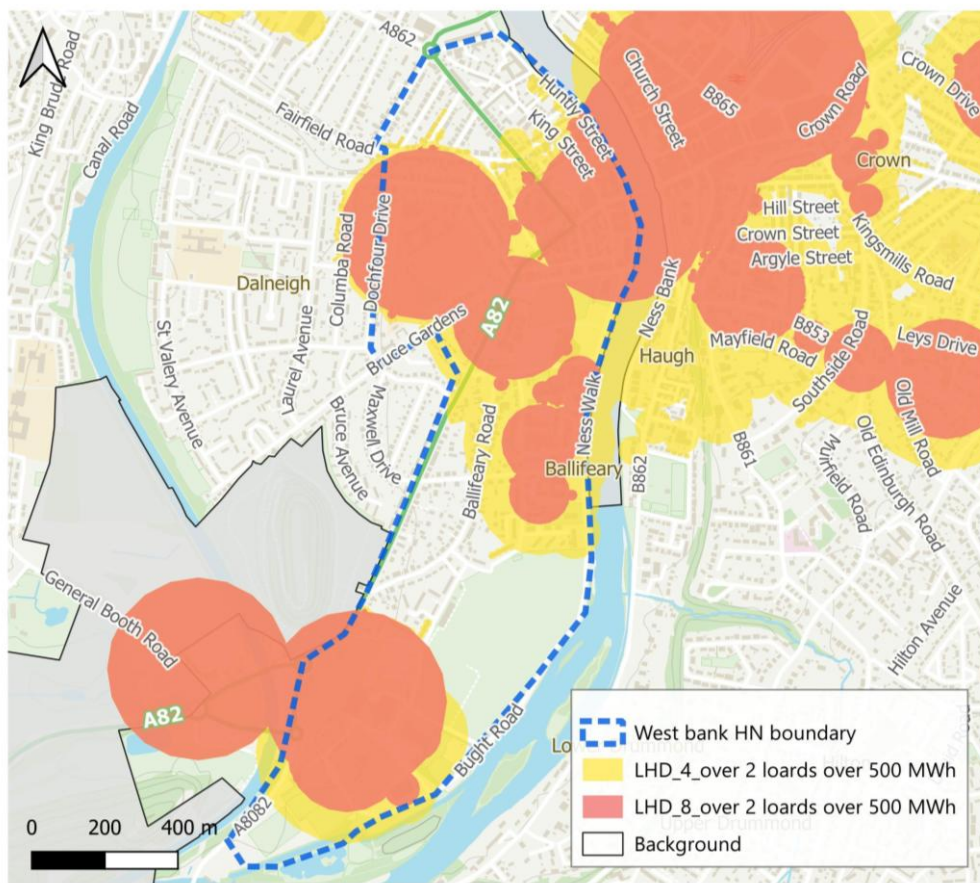 A862
King Brude Road
Canal Road
Fairfield Road
Huntly Street
King Street
Church Street
B865
Crown Road
Crown Drive
Crown
Hill Street
Crown Street
Argyle Street
Kingsmills Road
Columba Road
Dochfour Drive
Dalneigh
A82
Ness Bank
Haugh
Mayfield Road
B853
Southside Road
Leys Drive
St Valery Avenue
Laurel Avenue
Bruce Gardens
Maxwell Drive
Bruce Avenue
Ballifeary Road
Ness Walk
Ballifeary
B862
B861
Muirfield Road
Old Edinburgh Road
Old Mill Road
General Booth Road
Hilton Avenue
A82
Bught Road
A8082
West bank HN boundary
LHD_4_over 2 loards over 500 MWh
LHD_8_over 2 loards over 500 MWh
Background
0 200 400 m